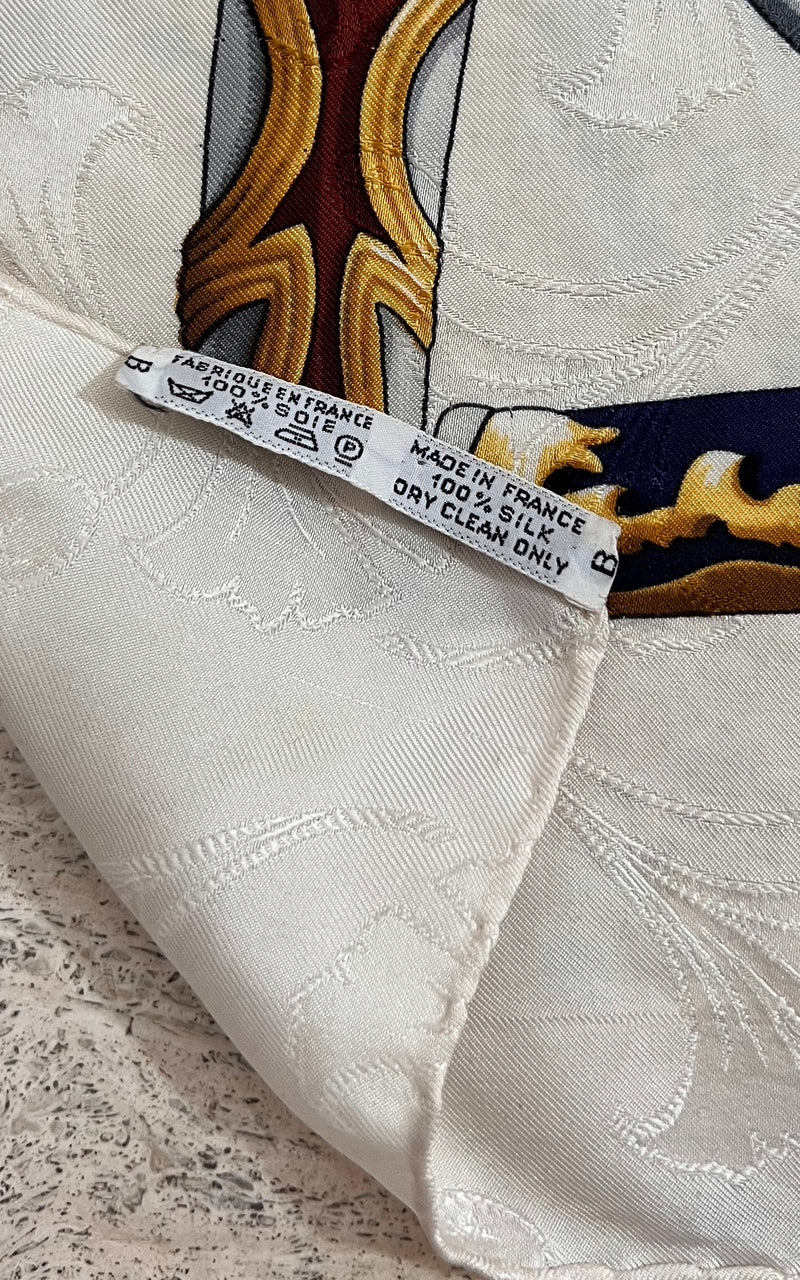 B
FABRIQUE EN FRANCE
100% SOIE
P
MADE IN FRANCE
100% SILK
DRY CLEAN ONLY
B